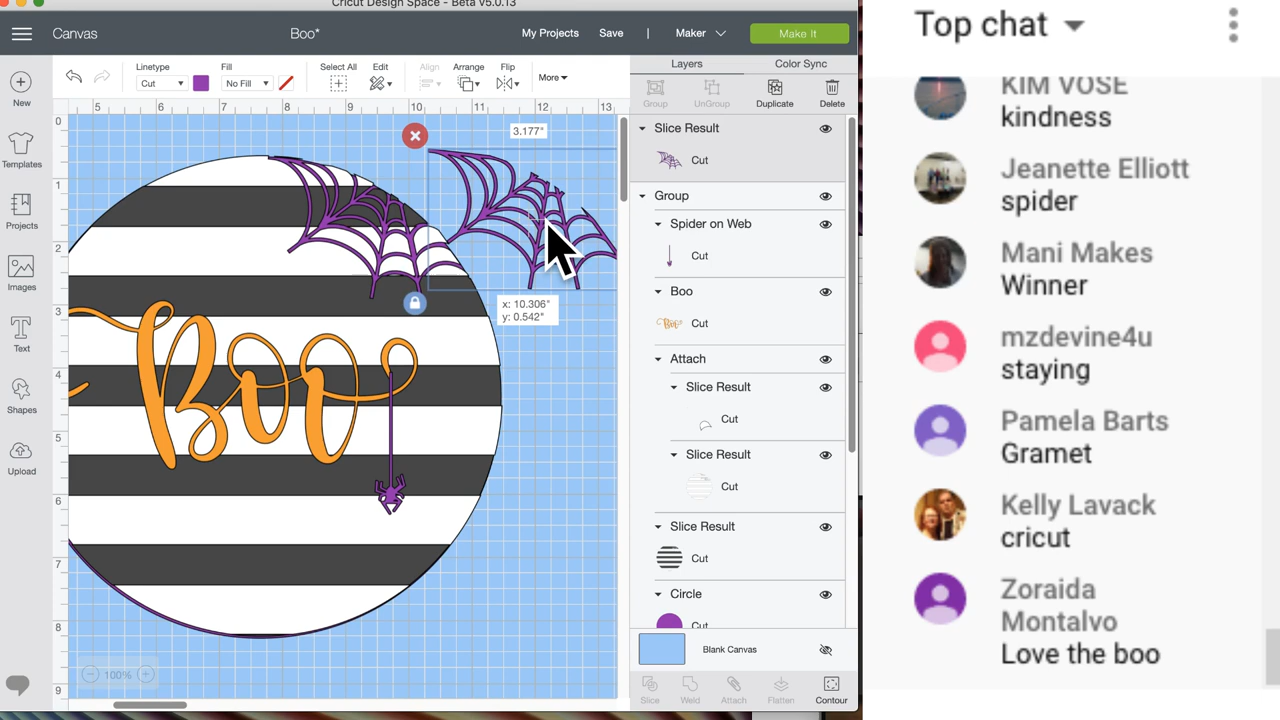 Cricut Design Space - Beta v5.0.13
Canvas
Boo*
My Projects
Save
|
Maker
Make It
New
Templates
Projects
Images
Text
Shapes
Upload
Linetype
Cut
Fill
No Fill
Select All
Edit
Align
Arrange
Flip
More
5 6 7 8 9 10 11 12 13
0
1
2
3
4
5
6
7
8
9
3.177"
x: 10.306"
y: 0.542"
Boo
100%
Layers
Color Sync
Group
UnGroup
Duplicate
Delete
Slice Result
Cut
Group
Spider on Web
Cut
Boo
Boo
Cut
Attach
Slice Result
Cut
Slice Result
Cut
Slice Result
Cut
Circle
Cut
Blank Canvas
Slice
Weld
Attach
Flatten
Contour
Top chat
KIM VOSE
kindness
Jeanette Elliott
spider
Mani Makes
Winner
mzdevine4u
staying
Pamela Barts
Gramet
Kelly Lavack
cricut
Zoraida
Montalvo
Love the boo